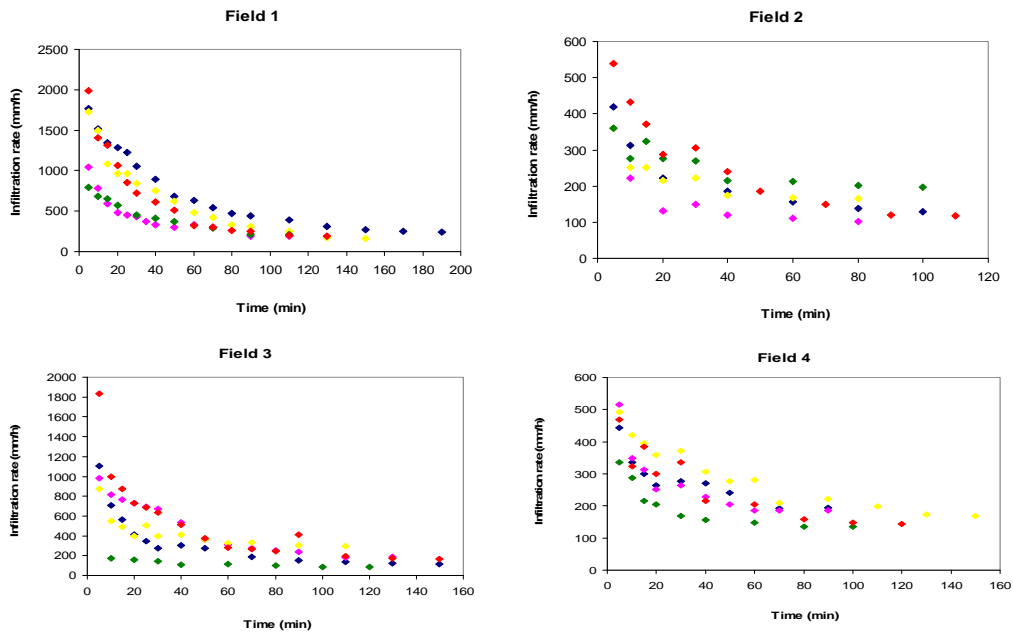 Field 1
Infiltration rate (mm/h)
2500
2000
1500
1000
500
0
0 20 40 60 80 100 120 140 160 180 200
Time (min)
Field 2
Infiltration rate (mm/h)
600
500
400
300
200
100
0
0 20 40 60 80 100 120
Time (min)
Field 3
Infiltration rate (mm/h)
2000
1800
1600
1400
1200
1000
800
600
400
200
0
0 20 40 60 80 100 120 140 160
Time (min)
Field 4
Infiltration rate (mm/h)
600
500
400
300
200
100
0
0 20 40 60 80 100 120 140 160
Time (min)